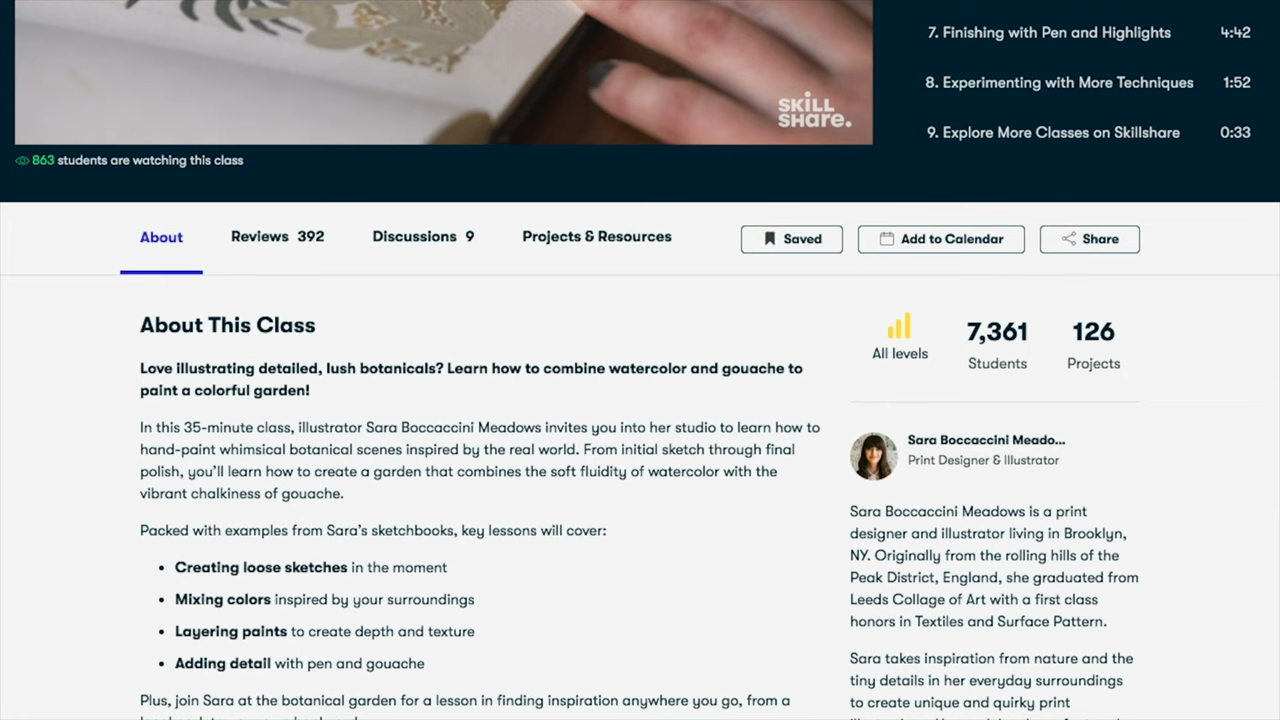 SKILL
SHARE.
7. Finishing with Pen and Highlights 4:42
8. Experimenting with More Techniques 1:52
9. Explore More Classes on Skillshare 0:33
863 students are watching this class
About Reviews 392 Discussions 9 Projects & Resources Saved Add to Calendar Share
About This Class
Love illustrating detailed, lush botanicals? Learn how to combine watercolor and gouache to
paint a colorful garden!
In this 35-minute class, illustrator Sara Boccaccini Meadows invites you into her studio to learn how to
hand-paint whimsical botanical scenes inspired by the real world. From initial sketch through final
polish, you'll learn how to create a garden that combines the soft fluidity of watercolor with the
vibrant chalkiness of gouache.
Packed with examples from Sara's sketchbooks, key lessons will cover:
• Creating loose sketches in the moment
• Mixing colors inspired by your surroundings
• Layering paints to create depth and texture
• Adding detail with pen and gouache
Plus, join Sara at the botanical garden for a lesson in finding inspiration anywhere you go, from a
All levels
7,361
Students
126
Projects
Sara Boccaccini Meado...
Print Designer & Illustrator
Sara Boccaccini Meadows is a print
designer and illustrator living in Brooklyn,
NY. Originally from the rolling hills of the
Peak District, England, she graduated from
Leeds Collage of Art with a first class
honors in Textiles and Surface Pattern.
Sara takes inspiration from nature and the
tiny details in her everyday surroundings
to create unique and quirky print